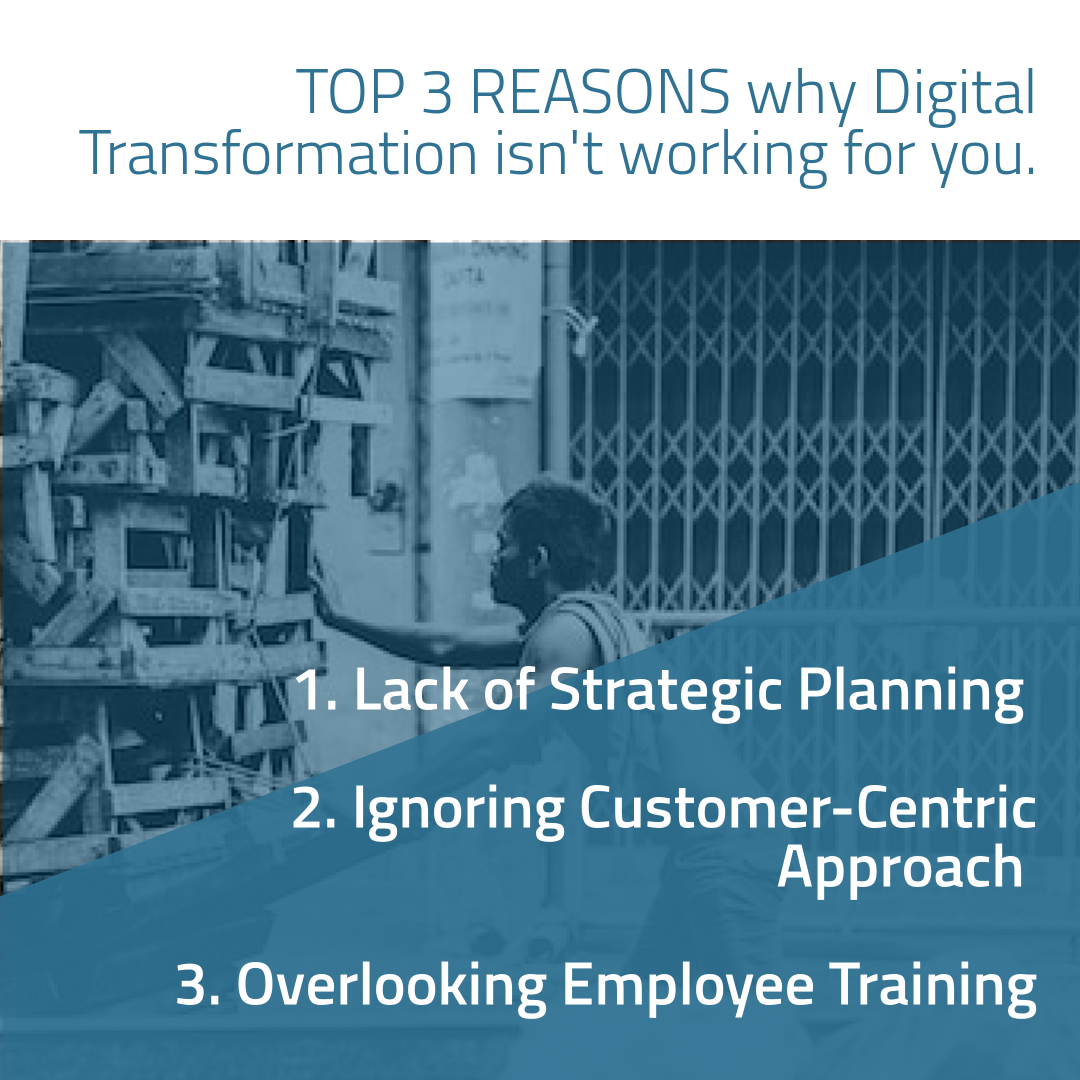 TOP 3 REASONS why Digital
Transformation isn't working for you.
1. Lack of Strategic Planning
2. Ignoring Customer-Centric
Approach
3. Overlooking Employee Training